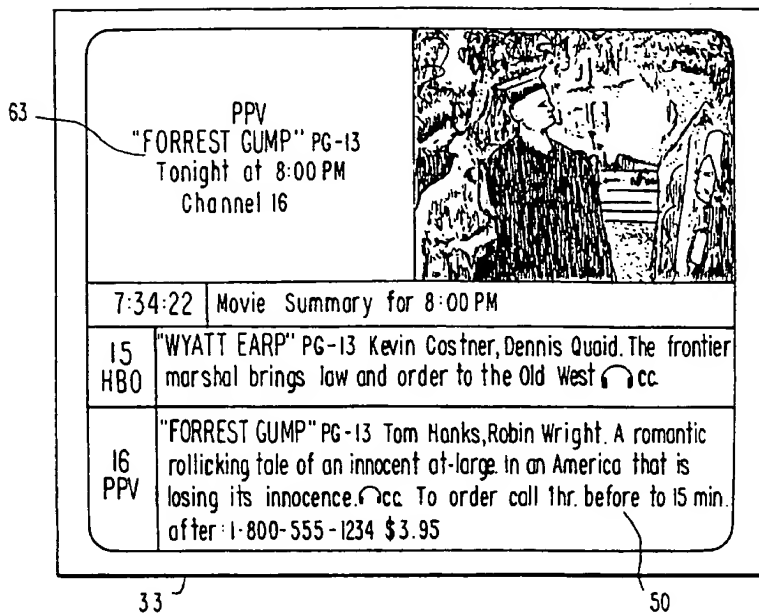 63
PPV
"FORREST GUMP" PG-13
Tonight at 8:00 PM
Channel 16
7:34:22 Movie Summary for 8:00 PM
15 HBO
"WYATT EARP" PG-13 Kevin Costner, Dennis Quaid. The frontier
marshal brings law and order to the Old West cc
16 PPV
"FORREST GUMP" PG-13 Tom Hanks, Robin Wright. A romantic
rollicking tale of an innocent at-large. In an America that is
losing its innocence. cc To order call 1hr. before to 15 min.
after: 1-800-555-1234 $3.95
33
50